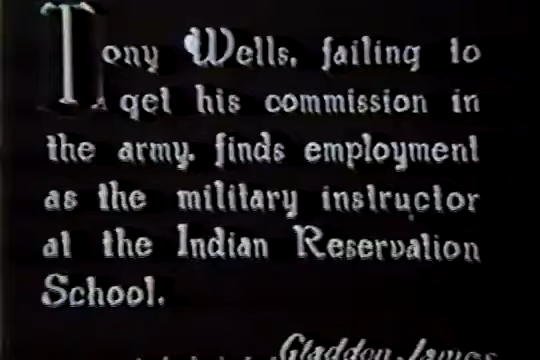 Tony Wells, failing to
get his commission in
the army, finds employment
as the military instructor
at the Indian Reservation
School.
Gladdon James